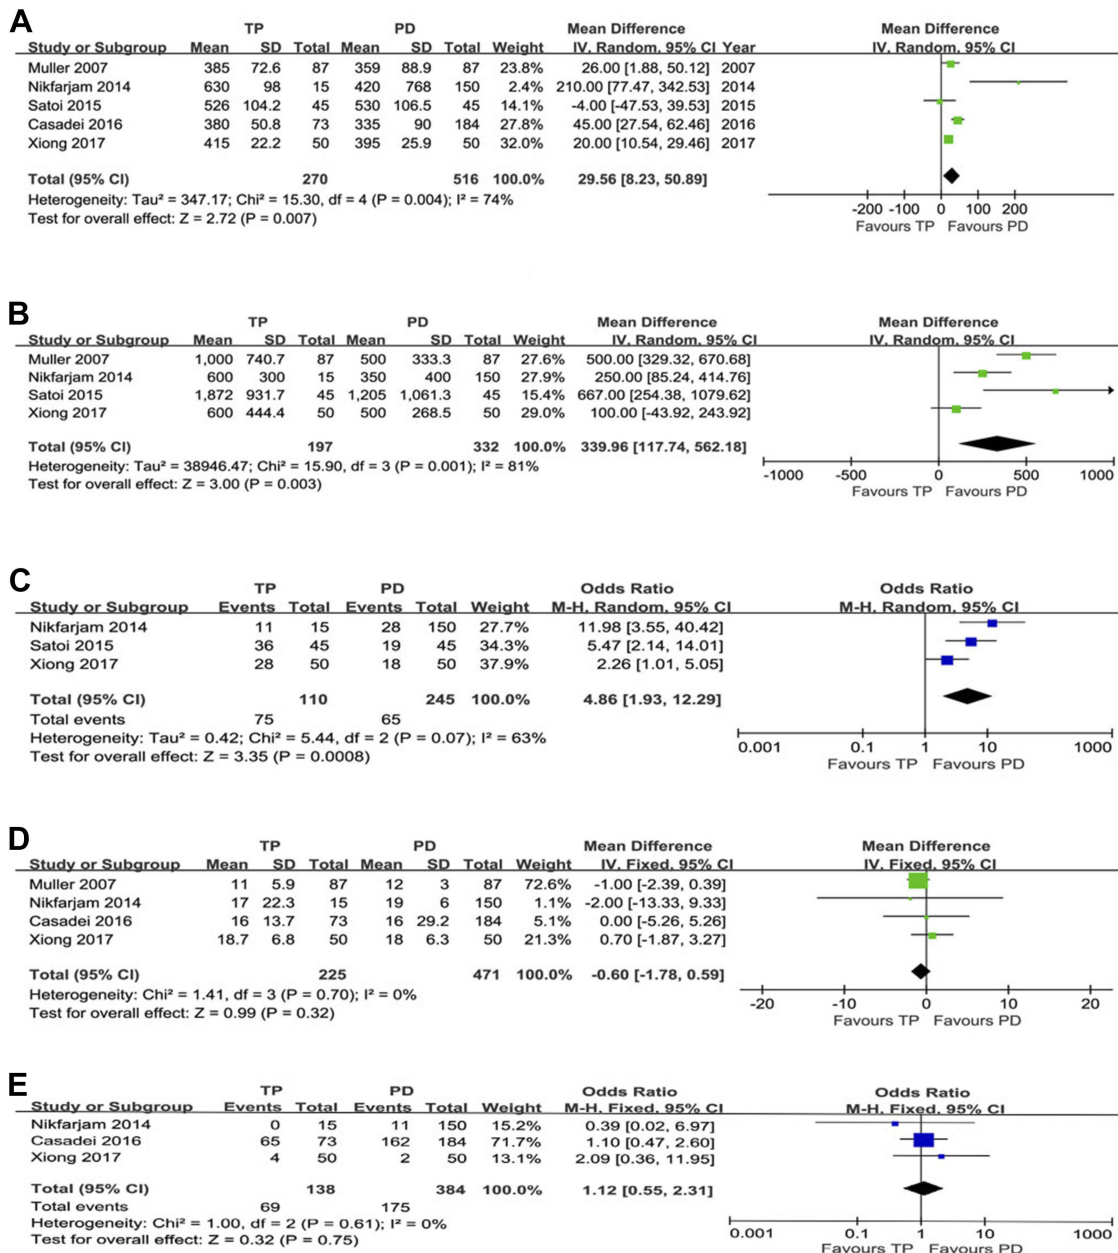 A
TP PD Mean Difference Mean Difference
Study or Subgroup Mean SD Total Mean SD Total Weight IV. Random. 95% CI Year IV. Random. 95% CI
Muller 2007 385 72.6 87 359 88.9 87 23.8% 26.00 [1.88, 50.12] 2007
Nikfarjam 2014 630 98 15 420 768 150 2.4% 210.00 [77.47, 342.53] 2014
Satoi 2015 526 104.2 45 530 106.5 45 14.1% -4.00 [-47.53, 39.53] 2015
Casadei 2016 380 50.8 73 335 90 184 27.8% 45.00 [27.54, 62.46] 2016
Xiong 2017 415 22.2 50 395 25.9 50 32.0% 20.00 [10.54, 29.46] 2017
Total (95% CI) 270 516 100.0% 29.56 [8.23, 50.89]
Heterogeneity: Tau² = 347.17; Chi² = 15.30, df = 4 (P = 0.004); I² = 74%
Test for overall effect: Z = 2.72 (P = 0.007)
-200 -100 0 100 200
Favours TP Favours PD
B
TP PD Mean Difference Mean Difference
Study or Subgroup Mean SD Total Mean SD Total Weight IV. Random. 95% CI IV. Random. 95% CI
Muller 2007 1,000 740.7 87 500 333.3 87 27.6% 500.00 [329.32, 670.68]
Nikfarjam 2014 600 300 15 350 400 150 27.9% 250.00 [85.24, 414.76]
Satoi 2015 1,872 931.7 45 1,205 1,061.3 45 15.4% 667.00 [254.38, 1079.62]
Xiong 2017 600 444.4 50 500 268.5 50 29.0% 100.00 [-43.92, 243.92]
Total (95% CI) 197 332 100.0% 339.96 [117.74, 562.18]
Heterogeneity: Tau² = 38946.47; Chi² = 15.90, df = 3 (P = 0.001); I² = 81%
Test for overall effect: Z = 3.00 (P = 0.003)
-1000 -500 0 500 1000
Favours TP Favours PD
C
TP PD Odds Ratio Odds Ratio
Study or Subgroup Events Total Events Total Weight M-H. Random. 95% CI M-H. Random. 95% CI
Nikfarjam 2014 11 15 28 150 27.7% 11.98 [3.55, 40.42]
Satoi 2015 36 45 19 45 34.3% 5.47 [2.14, 14.01]
Xiong 2017 28 50 18 50 37.9% 2.26 [1.01, 5.05]
Total (95% CI) 110 245 100.0% 4.86 [1.93, 12.29]
Total events 75 65
Heterogeneity: Tau² = 0.42; Chi² = 5.44, df = 2 (P = 0.07); I² = 63%
Test for overall effect: Z = 3.35 (P = 0.0008)
0.001 0.1 1 10 1000
Favours TP Favours PD
D
TP PD Mean Difference Mean Difference
Study or Subgroup Mean SD Total Mean SD Total Weight IV. Fixed. 95% CI IV. Fixed. 95% CI
Muller 2007 11 5.9 87 12 3 87 72.6% -1.00 [-2.39, 0.39]
Nikfarjam 2014 17 22.3 15 19 6 150 1.1% -2.00 [-13.33, 9.33]
Casadei 2016 16 13.7 73 16 29.2 184 5.1% 0.00 [-5.26, 5.26]
Xiong 2017 18.7 6.8 50 18 6.3 50 21.3% 0.70 [-1.87, 3.27]
Total (95% CI) 225 471 100.0% -0.60 [-1.78, 0.59]
Heterogeneity: Chi² = 1.41, df = 3 (P = 0.70); I² = 0%
Test for overall effect: Z = 0.99 (P = 0.32)
-20 -10 0 10 20
Favours TP Favours PD
E
TP PD Odds Ratio Odds Ratio
Study or Subgroup Events Total Events Total Weight M-H. Fixed. 95% CI M-H. Fixed. 95% CI
Nikfarjam 2014 0 15 11 150 15.2% 0.39 [0.02, 6.97]
Casadei 2016 65 73 162 184 71.7% 1.10 [0.47, 2.60]
Xiong 2017 4 50 2 50 13.1% 2.09 [0.36, 11.95]
Total (95% CI) 138 384 100.0% 1.12 [0.55, 2.31]
Total events 69 175
Heterogeneity: Chi² = 1.00, df = 2 (P = 0.61); I² = 0%
Test for overall effect: Z = 0.32 (P = 0.75)
0.001 0.1 1 10 1000
Favours TP Favours PD